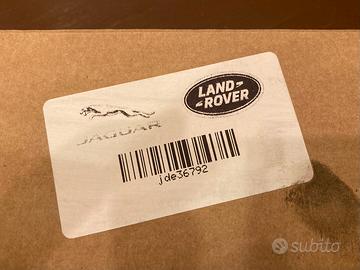 LAND-
-ROVER
JAGUAR
jde36792
subito